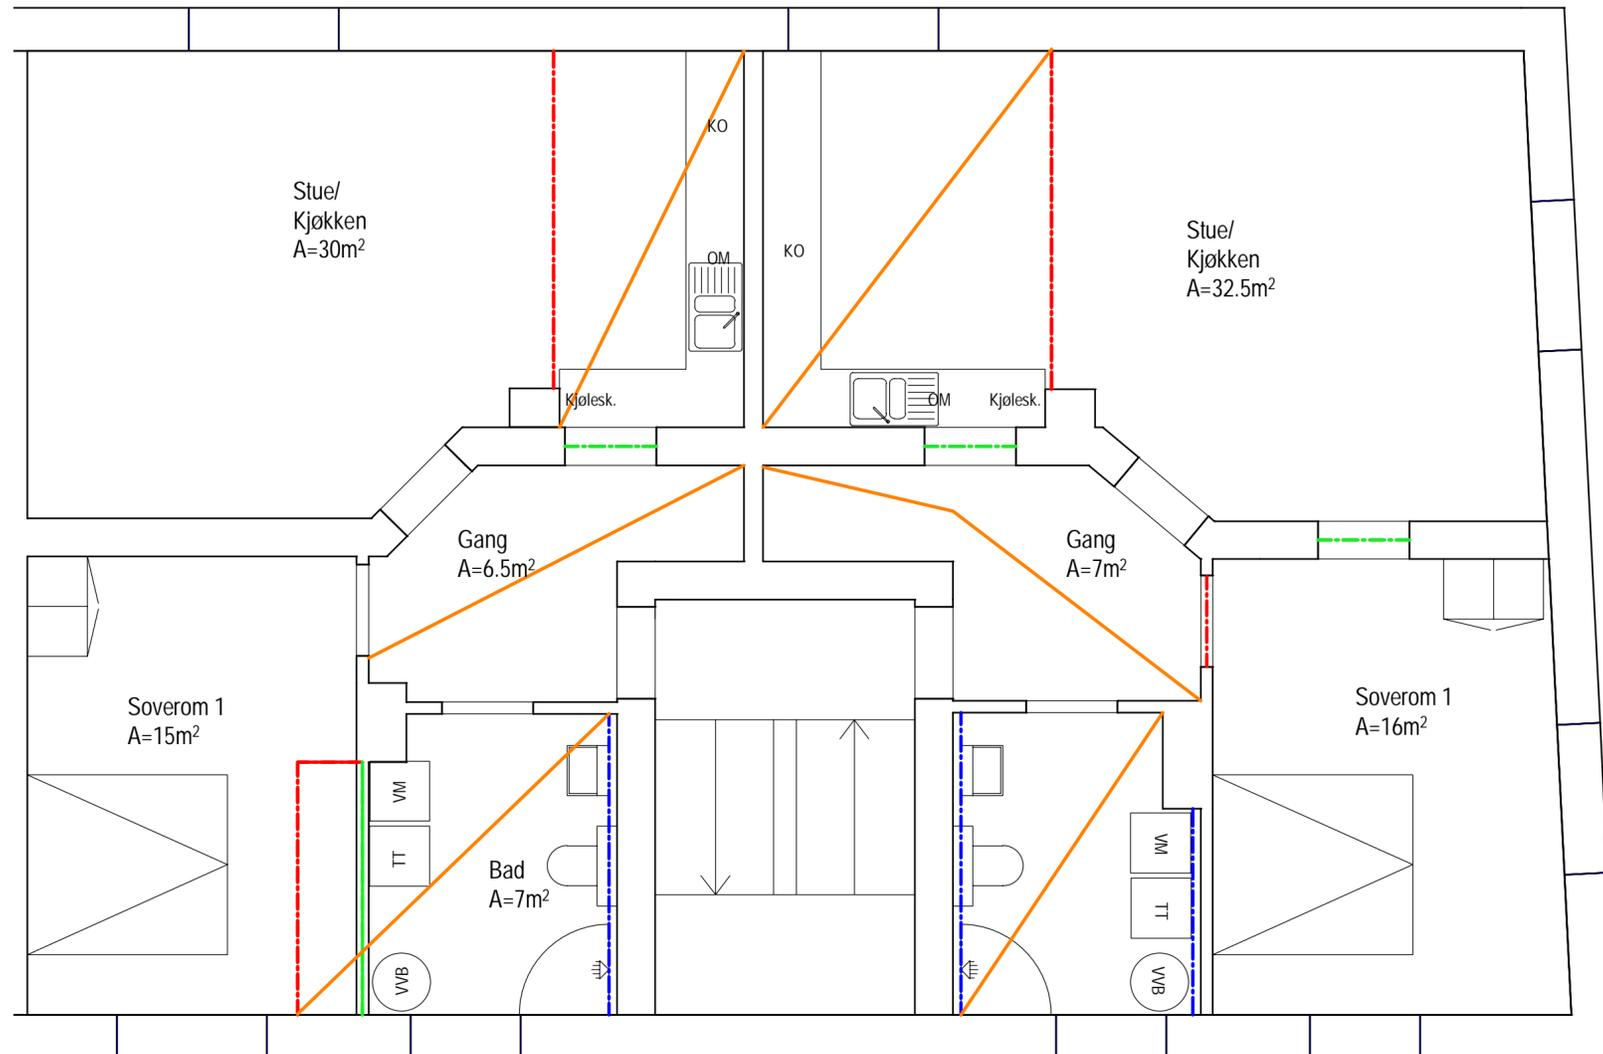 Stue/
Kjøkken
A=30m²
KO
OM
Kjølesk.
KO
OM
Kjølesk.
Stue/
Kjøkken
A=32.5m²
Gang
A=6.5m²
Gang
A=7m²
Soverom 1
A=15m²
VM
TT
VVB
Bad
A=7m²
VM
TT
VVB
Soverom 1
A=16m²